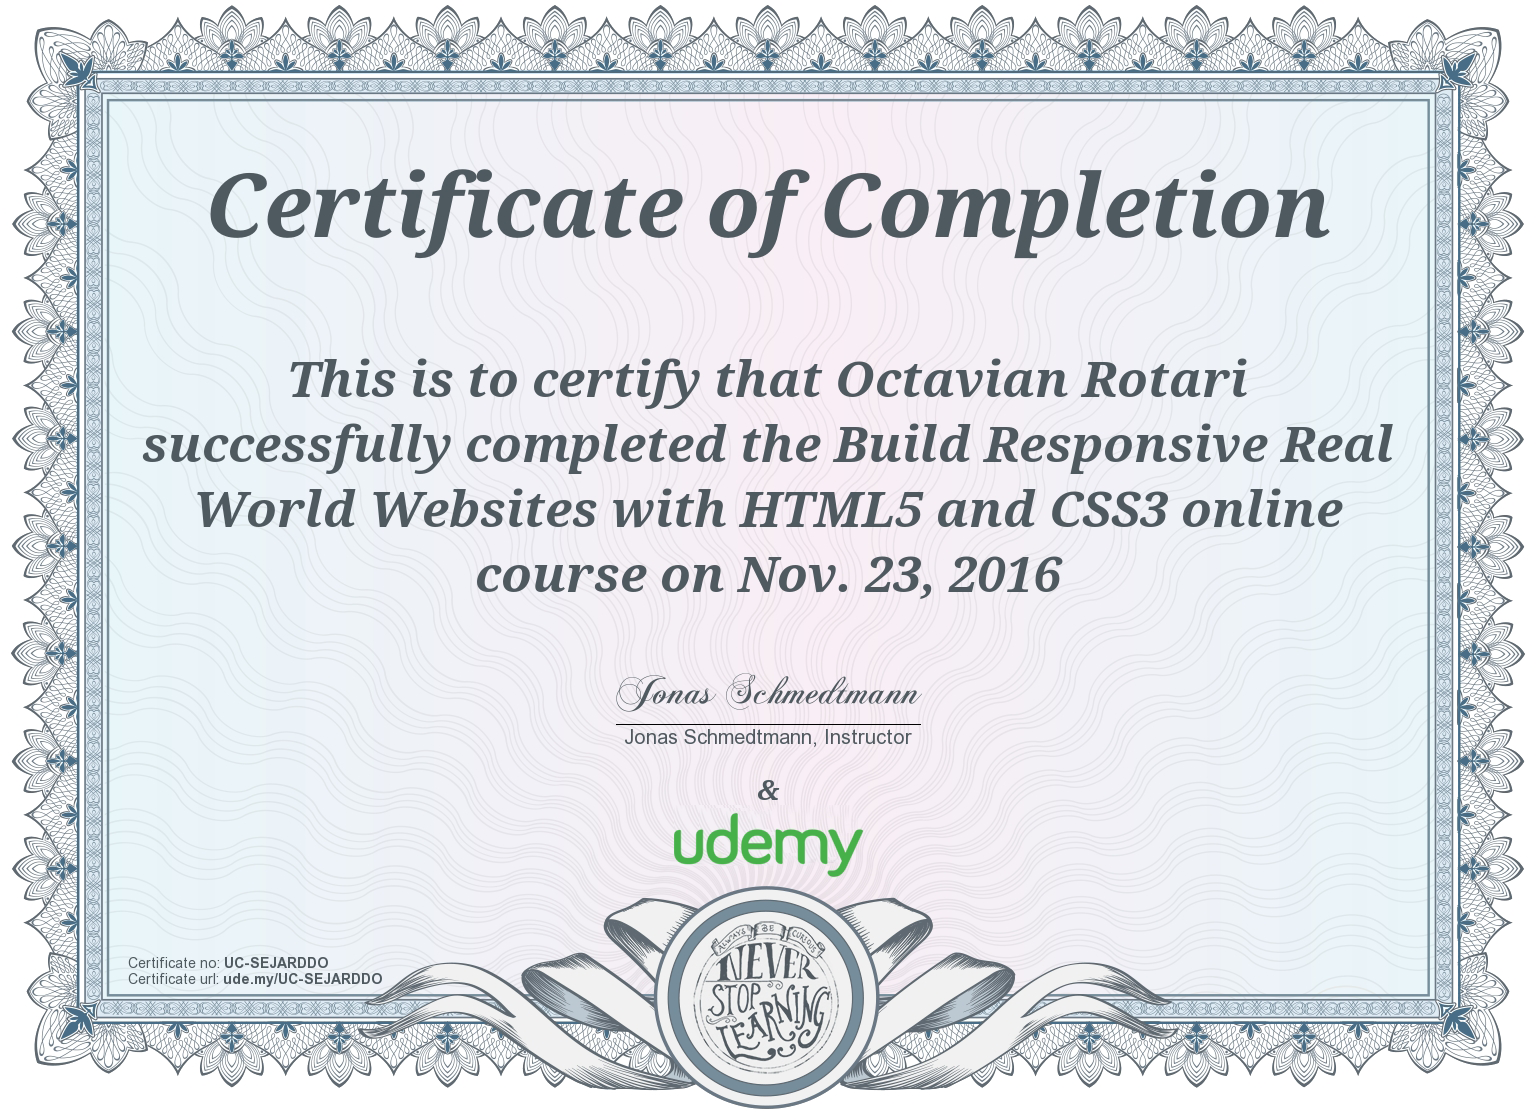 Certificate of Completion
This is to certify that Octavian Rotari
successfully completed the Build Responsive Real
World Websites with HTML5 and CSS3 online
course on Nov. 23, 2016
Jonas Schmedtmann
Jonas Schmedtmann, Instructor
&
udemy
Certificate no: UC-SEJARDDO
Certificate url: ude.my/UC-SEJARDDO
ALWAYS BE CURIOUS
NEVER
STOP
LEARNING